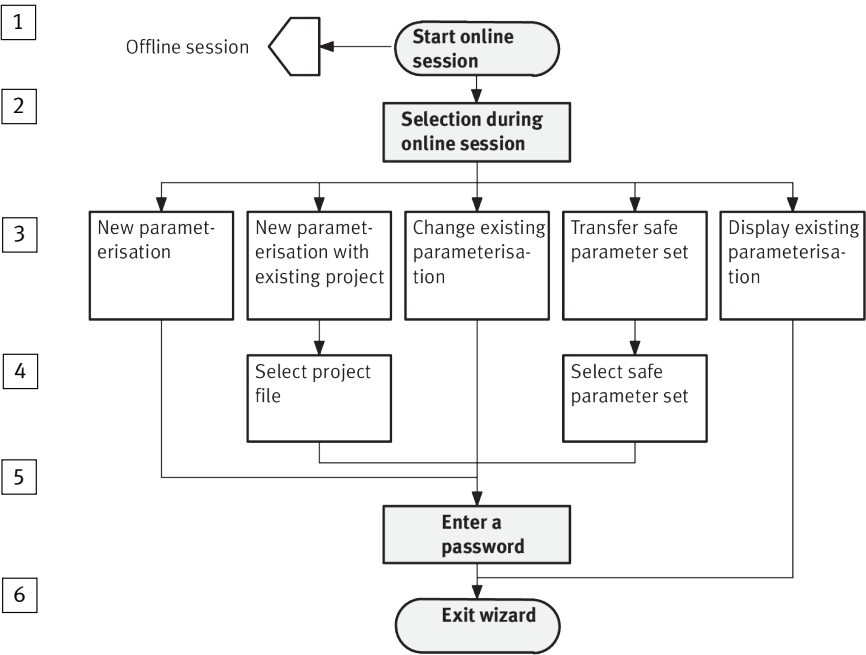 1
Offline session
Start online
session
2
Selection during
online session
3
New paramet-
erisation
New paramet-
erisation with
existing project
Change existing
parameterisa-
tion
Transfer safe
parameter set
Display existing
parameterisa-
tion
4
Select project
file
Select safe
parameter set
5
Enter a
password
6
Exit wizard